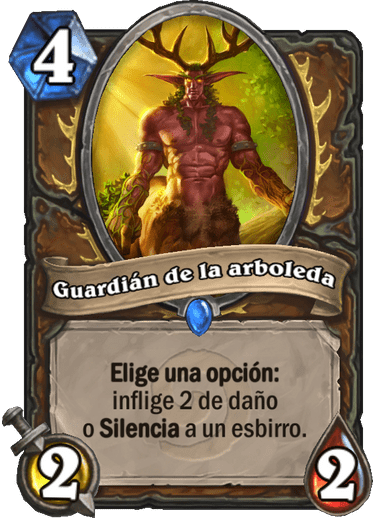 4
Guardián de la arboleda
Elige una opción:
inflige 2 de daño
o Silencia a un esbirro.
2
2